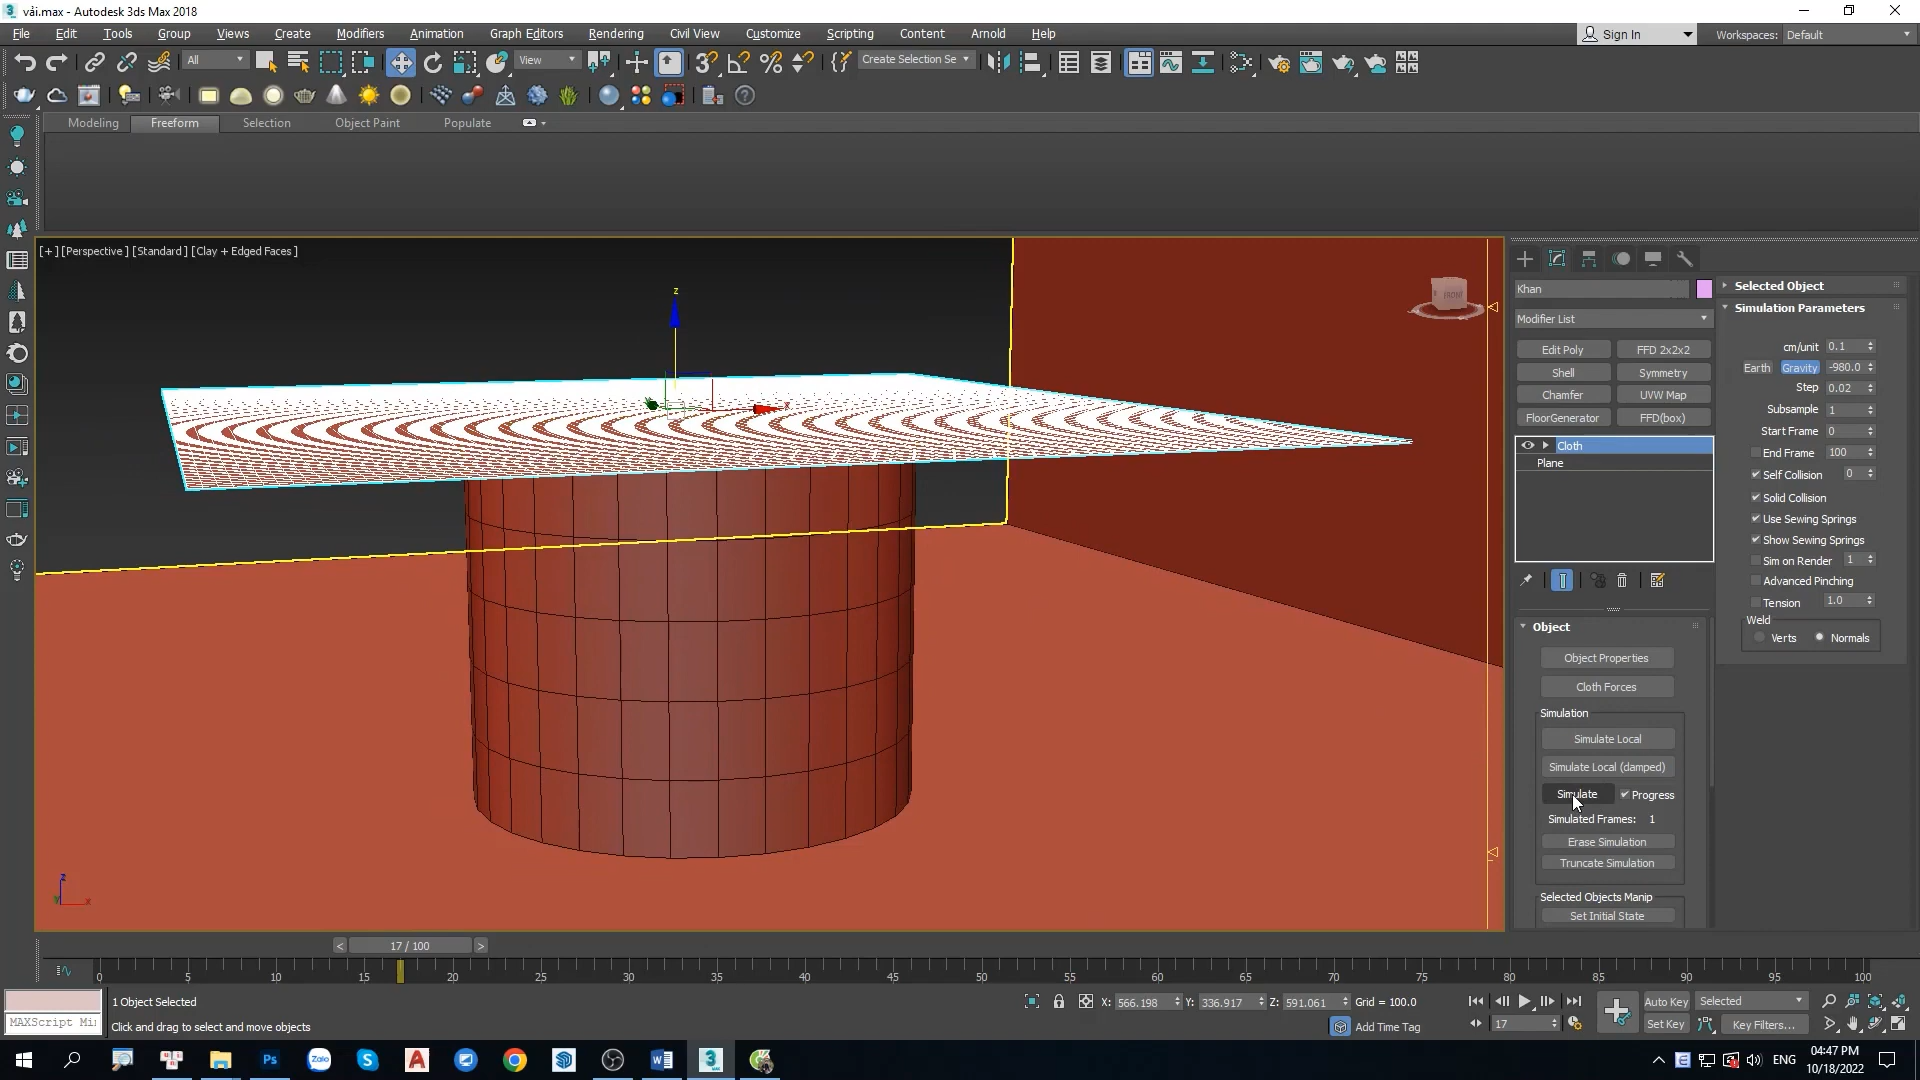 vải.max - Autodesk 3ds Max 2018
File Edit Tools Group Views Create Modifiers Animation Graph Editors Rendering Civil View Customize Scripting Content Arnold Help
Sign In
Workspaces: Default
All
View
Create Selection Se
Modeling Freeform Selection Object Paint Populate
[+] [Perspective ] [Standard ] [Clay + Edged Faces ]
z
x
FRONT
Khan
Modifier List
Edit Poly FFD 2x2x2
Shell Symmetry
Chamfer UVW Map
FloorGenerator FFD(box)
Cloth
Plane
Object
Object Properties
Cloth Forces
Simulation
Simulate Local
Simulate Local (damped)
Simulate Progress
Simulated Frames: 1
Erase Simulation
Truncate Simulation
Selected Objects Manip
Set Initial State
Selected Object
Simulation Parameters
cm/unit 0.1
Earth Gravity -980.0
Step 0.02
Subsample 1
Start Frame 0
End Frame 100
Self Collision 0
Solid Collision
Use Sewing Springs
Show Sewing Springs
Sim on Render 1
Advanced Pinching
Tension 1.0
Weld
Verts Normals
z
x
< 17 / 100 >
0 5 10 15 20 25 30 35 40 45 50 55 60 65 70 75 80 85 90 95 100
1 Object Selected
X: 566.198 Y: 336.917 Z: 591.061 Grid = 100.0
Auto Key Selected
MAXScript Mi
Click and drag to select and move objects
Add Time Tag
17
Set Key Key Filters...
Ps Zalo S A W 3
ENG
04:47 PM
10/18/2022